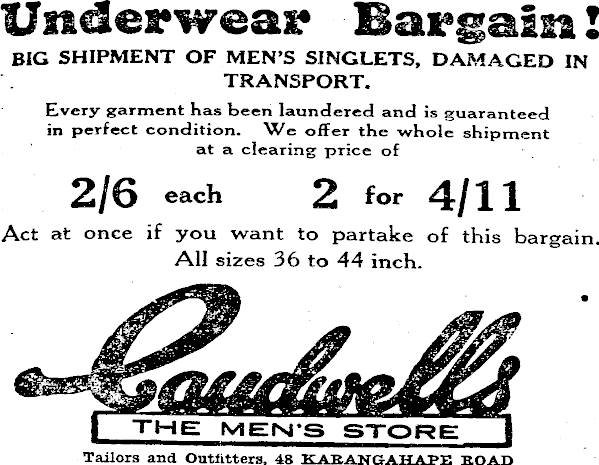 Underwear Bargain!
BIG SHIPMENT OF MEN'S SINGLETS, DAMAGED IN
TRANSPORT.
Every garment has been laundered and is guaranteed
in perfect condition. We offer the whole shipment
at a clearing price of
2/6 each 2 for 4/11
Act at once if you want to partake of this bargain.
All sizes 36 to 44 inch.
Caudwells
THE MEN'S STORE
Tailors and Outfitters, 48 KARANGAHAPE ROAD